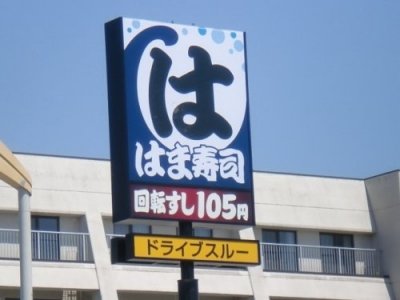 は
はま寿司
回転すし105円
ドライブスルー